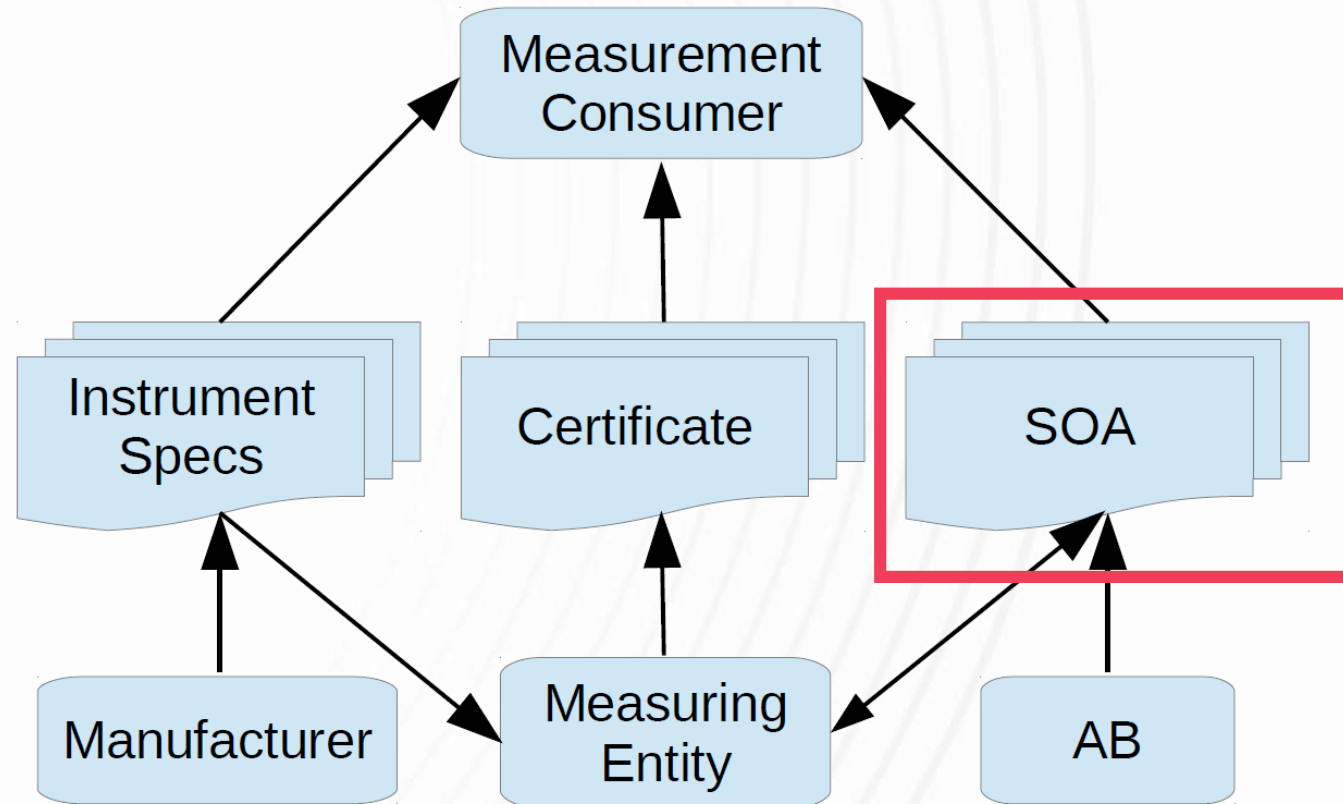 Measurement
Consumer
Instrument
Specs
Certificate
SOA
Manufacturer
Measuring
Entity
AB